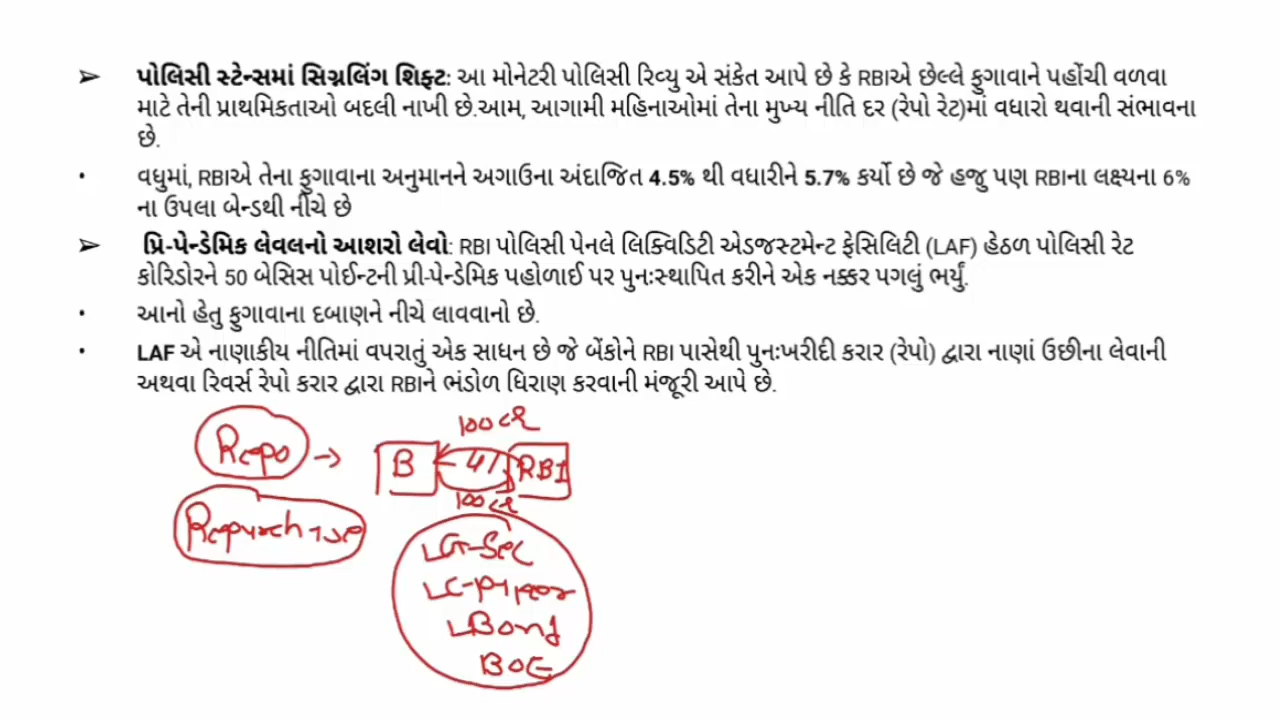 ➢ પોલિસી સ્ટેન્સમાં સિગ્નલિંગ શિફ્ટ: આ મોનેટરી પોલિસી રિવ્યુ એ સંકેત આપે છે કે RBIએ છેલ્લે ફુગાવાને પહોંચી વળવા
માટે તેની પ્રાથમિકતાઓ બદલી નાખી છે.આમ, આગામી મહિનાઓમાં તેના મુખ્ય નીતિ દર (રેપો રેટ)માં વધારો થવાની સંભાવના
છે.
• વધુમાં, RBIએ તેના ફુગાવાના અનુમાનને અગાઉના અંદાજિત 4.5% થી વધારીને 5.7% કર્યો છે જે હજુ પણ RBIના લક્ષ્યના 6%
ના ઉપલા બેન્ડથી નીચે છે
➢ પ્રિ-પેન્ડેમિક લેવલનો આશરો લેવો: RBI પોલિસી પેનલે લિક્વિડિટી એડજસ્ટમેન્ટ ફેસિલિટી (LAF) હેઠળ પોલિસી રેટ
કોરિડોરને 50 બેસિસ પોઈન્ટની પ્રી-પેન્ડેમિક પહોળાઈ પર પુનઃસ્થાપિત કરીને એક નક્કર પગલું ભર્યું.
• આનો હેતુ ફુગાવાના દબાણને નીચે લાવવાનો છે.
• LAF એ નાણાકીય નીતિમાં વપરાતું એક સાધન છે જે બેંકોને RBI પાસેથી પુનઃખરીદી કરાર (રેપો) દ્વારા નાણાં ઉછીના લેવાની
અથવા રિવર્સ રેપો કરાર દ્વારા RBIને ભંડોળ ધિરાણ કરવાની મંજૂરી આપે છે.
100 cr
Repo → B RBI
100 cr
Repurchase
G-Sec
C-Paper
Bond
BOE